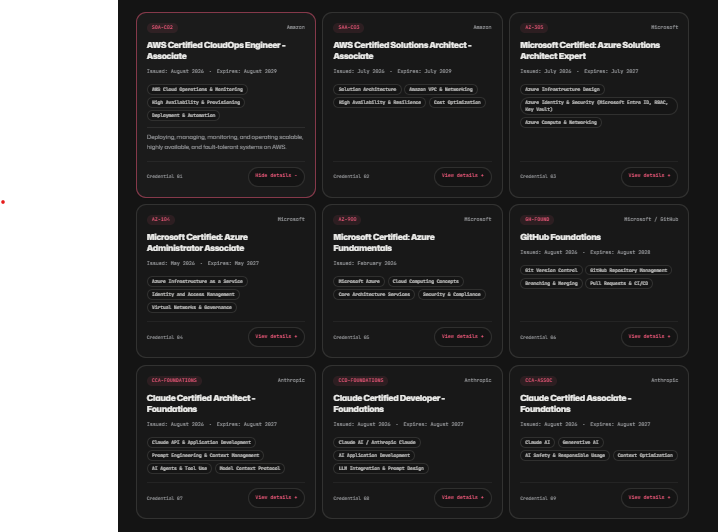 SOA-C03 Amazon
AWS Certified CloudOps Engineer -
Associate
Issued: August 2026 - Expires: August 2029
AWS Cloud Operations & Monitoring
High Availability & Provisioning
Deployment & Automation
Deploying, managing, monitoring, and operating scalable,
highly available, and fault-tolerant systems on AWS.
Credential 01 Hide details -
SAA-C03 Amazon
AWS Certified Solutions Architect -
Associate
Issued: July 2026 - Expires: July 2029
Solution Architecture Amazon VPC & Networking
High Availability & Resilience Cost Optimization
Credential 02 View details +
AZ-305 Microsoft
Microsoft Certified: Azure Solutions
Architect Expert
Issued: July 2026 - Expires: July 2027
Azure Infrastructure Design
Azure Identity & Security (Microsoft Entra ID, RBAC,
Key Vault)
Azure Compute & Networking
Credential 03 View details +
AZ-104 Microsoft
Microsoft Certified: Azure
Administrator Associate
Issued: May 2026 - Expires: May 2027
Azure Infrastructure as a Service
Identity and Access Management
Virtual Networks & Governance
Credential 04 View details +
AZ-900 Microsoft
Microsoft Certified: Azure
Fundamentals
Issued: February 2026
Microsoft Azure Cloud Computing Concepts
Core Architecture Services Security & Compliance
Credential 05 View details +
GH-FOUND Microsoft / GitHub
GitHub Foundations
Issued: August 2026 - Expires: August 2028
Git Version Control GitHub Repository Management
Branching & Merging Pull Requests & CI/CD
Credential 06 View details +
CCA-FOUNDATIONS Anthropic
Claude Certified Architect -
Foundations
Issued: August 2026 - Expires: August 2027
Claude API & Application Development
Prompt Engineering & Context Management
AI Agents & Tool Use Model Context Protocol
Credential 07 View details +
CCD-FOUNDATIONS Anthropic
Claude Certified Developer -
Foundations
Issued: August 2026 - Expires: August 2027
Claude AI / Anthropic Claude
AI Application Development
LLM Integration & Prompt Design
Credential 08 View details +
CCA-ASSOC Anthropic
Claude Certified Associate -
Foundations
Issued: August 2026 - Expires: August 2027
Claude AI Generative AI
AI Safety & Responsible Usage Context Optimization
Credential 09 View details +